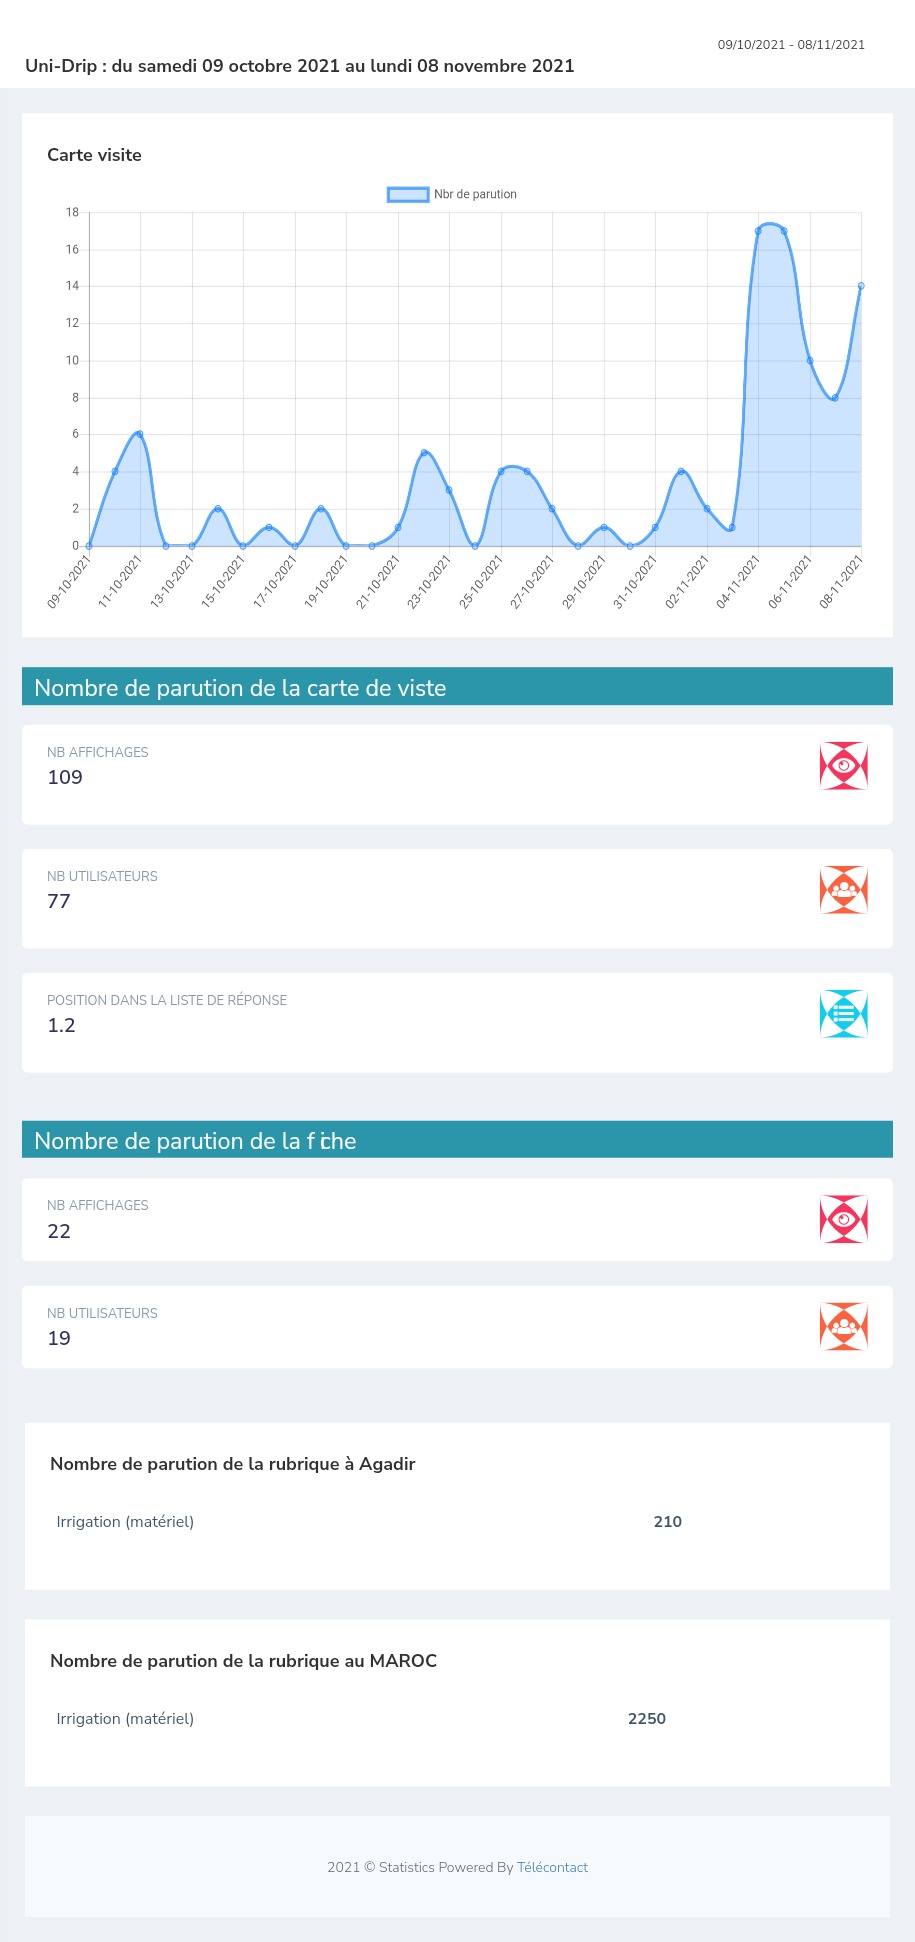 09/10/2021 - 08/11/2021
Uni-Drip : du samedi 09 octobre 2021 au lundi 08 novembre 2021
Carte visite
Nbr de parution
18
16
14
12
10
8
6
4
2
0
09-10-2021
11-10-2021
13-10-2021
15-10-2021
17-10-2021
19-10-2021
21-10-2021
23-10-2021
25-10-2021
27-10-2021
29-10-2021
31-10-2021
02-11-2021
04-11-2021
06-11-2021
08-11-2021
Nombre de parution de la carte de viste
NB AFFICHAGES
109
NB UTILISATEURS
77
POSITION DANS LA LISTE DE RÉPONSE
1.2
Nombre de parution de la fiche
NB AFFICHAGES
22
NB UTILISATEURS
19
Nombre de parution de la rubrique à Agadir
Irrigation (matériel) 210
Nombre de parution de la rubrique au MAROC
Irrigation (matériel) 2250
2021 © Statistics Powered By Télécontact